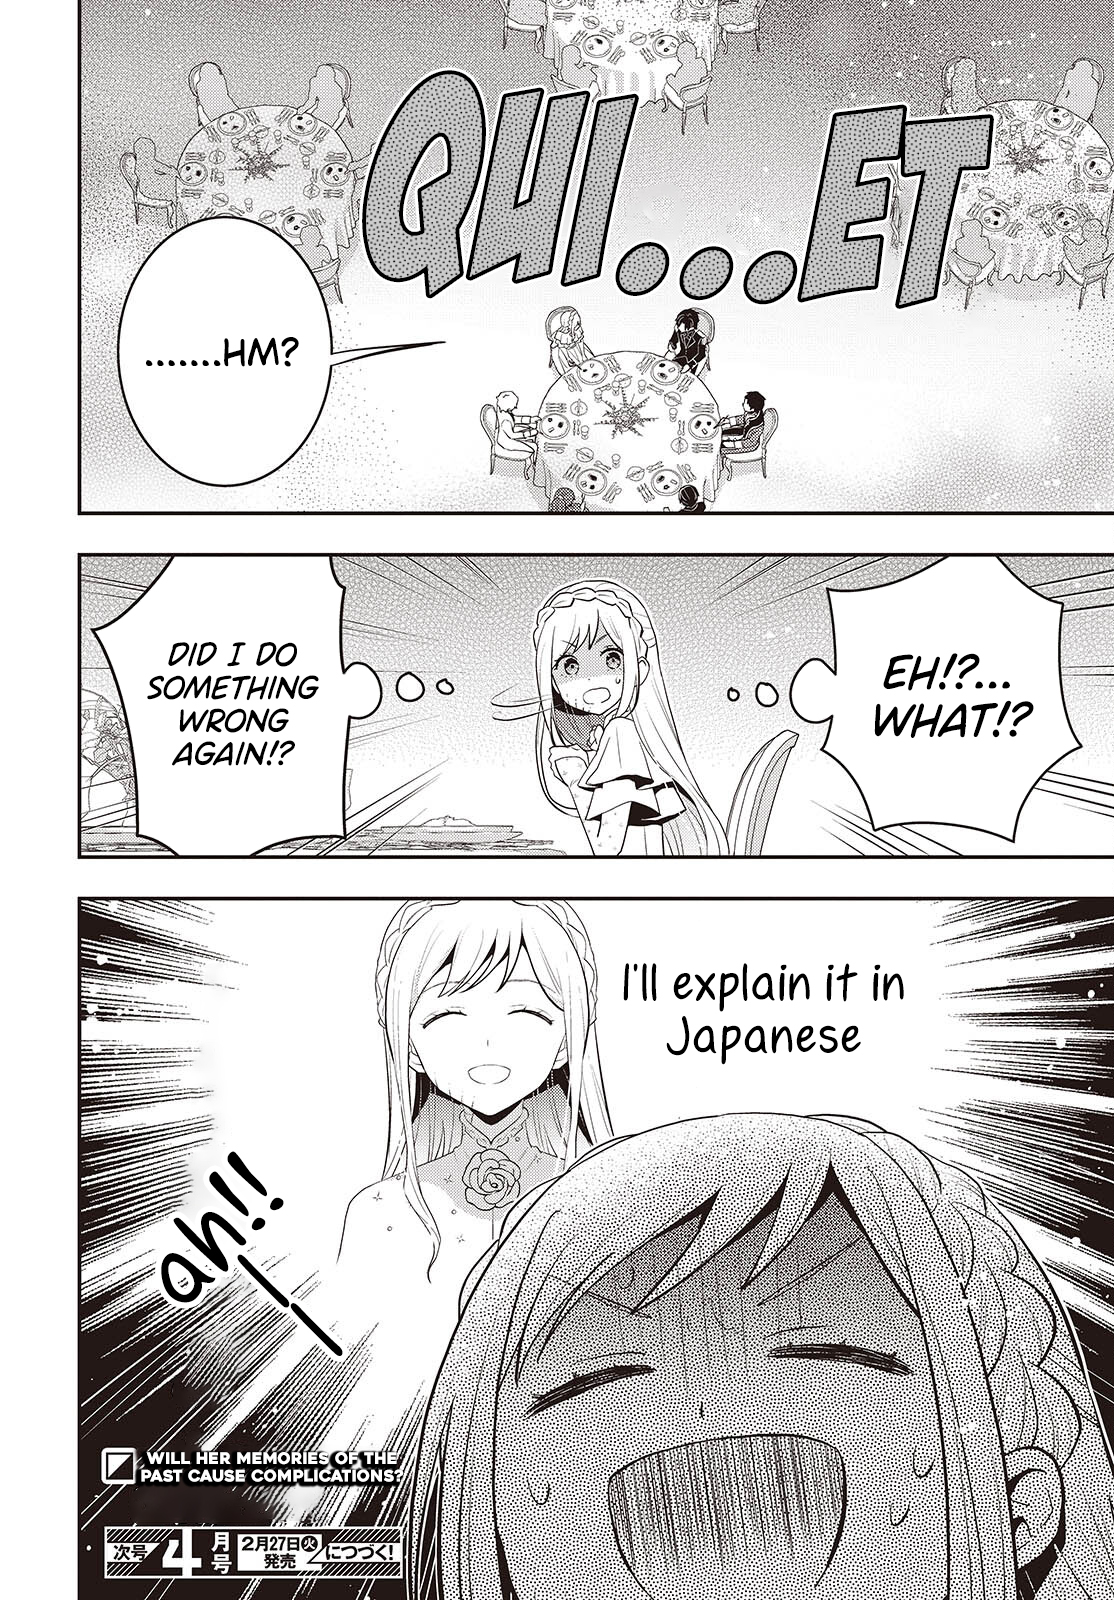 QUI...ET
.......HM?
EH!?...
WHAT!?
DID I DO
SOMETHING
WRONG
AGAIN!?
I'll explain it in
Japanese
ah!!
WILL HER MEMORIES OF THE
PAST CAUSE COMPLICATIONS?
次号4月号 2月27日㊋発売 につづく!